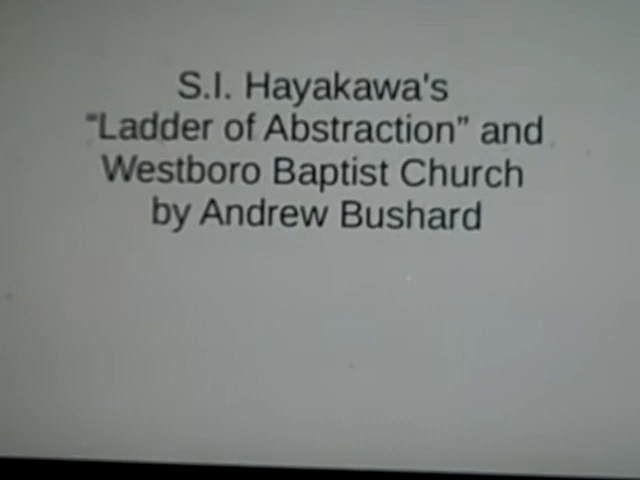 S.I. Hayakawa's
“Ladder of Abstraction” and
Westboro Baptist Church
by Andrew Bushard